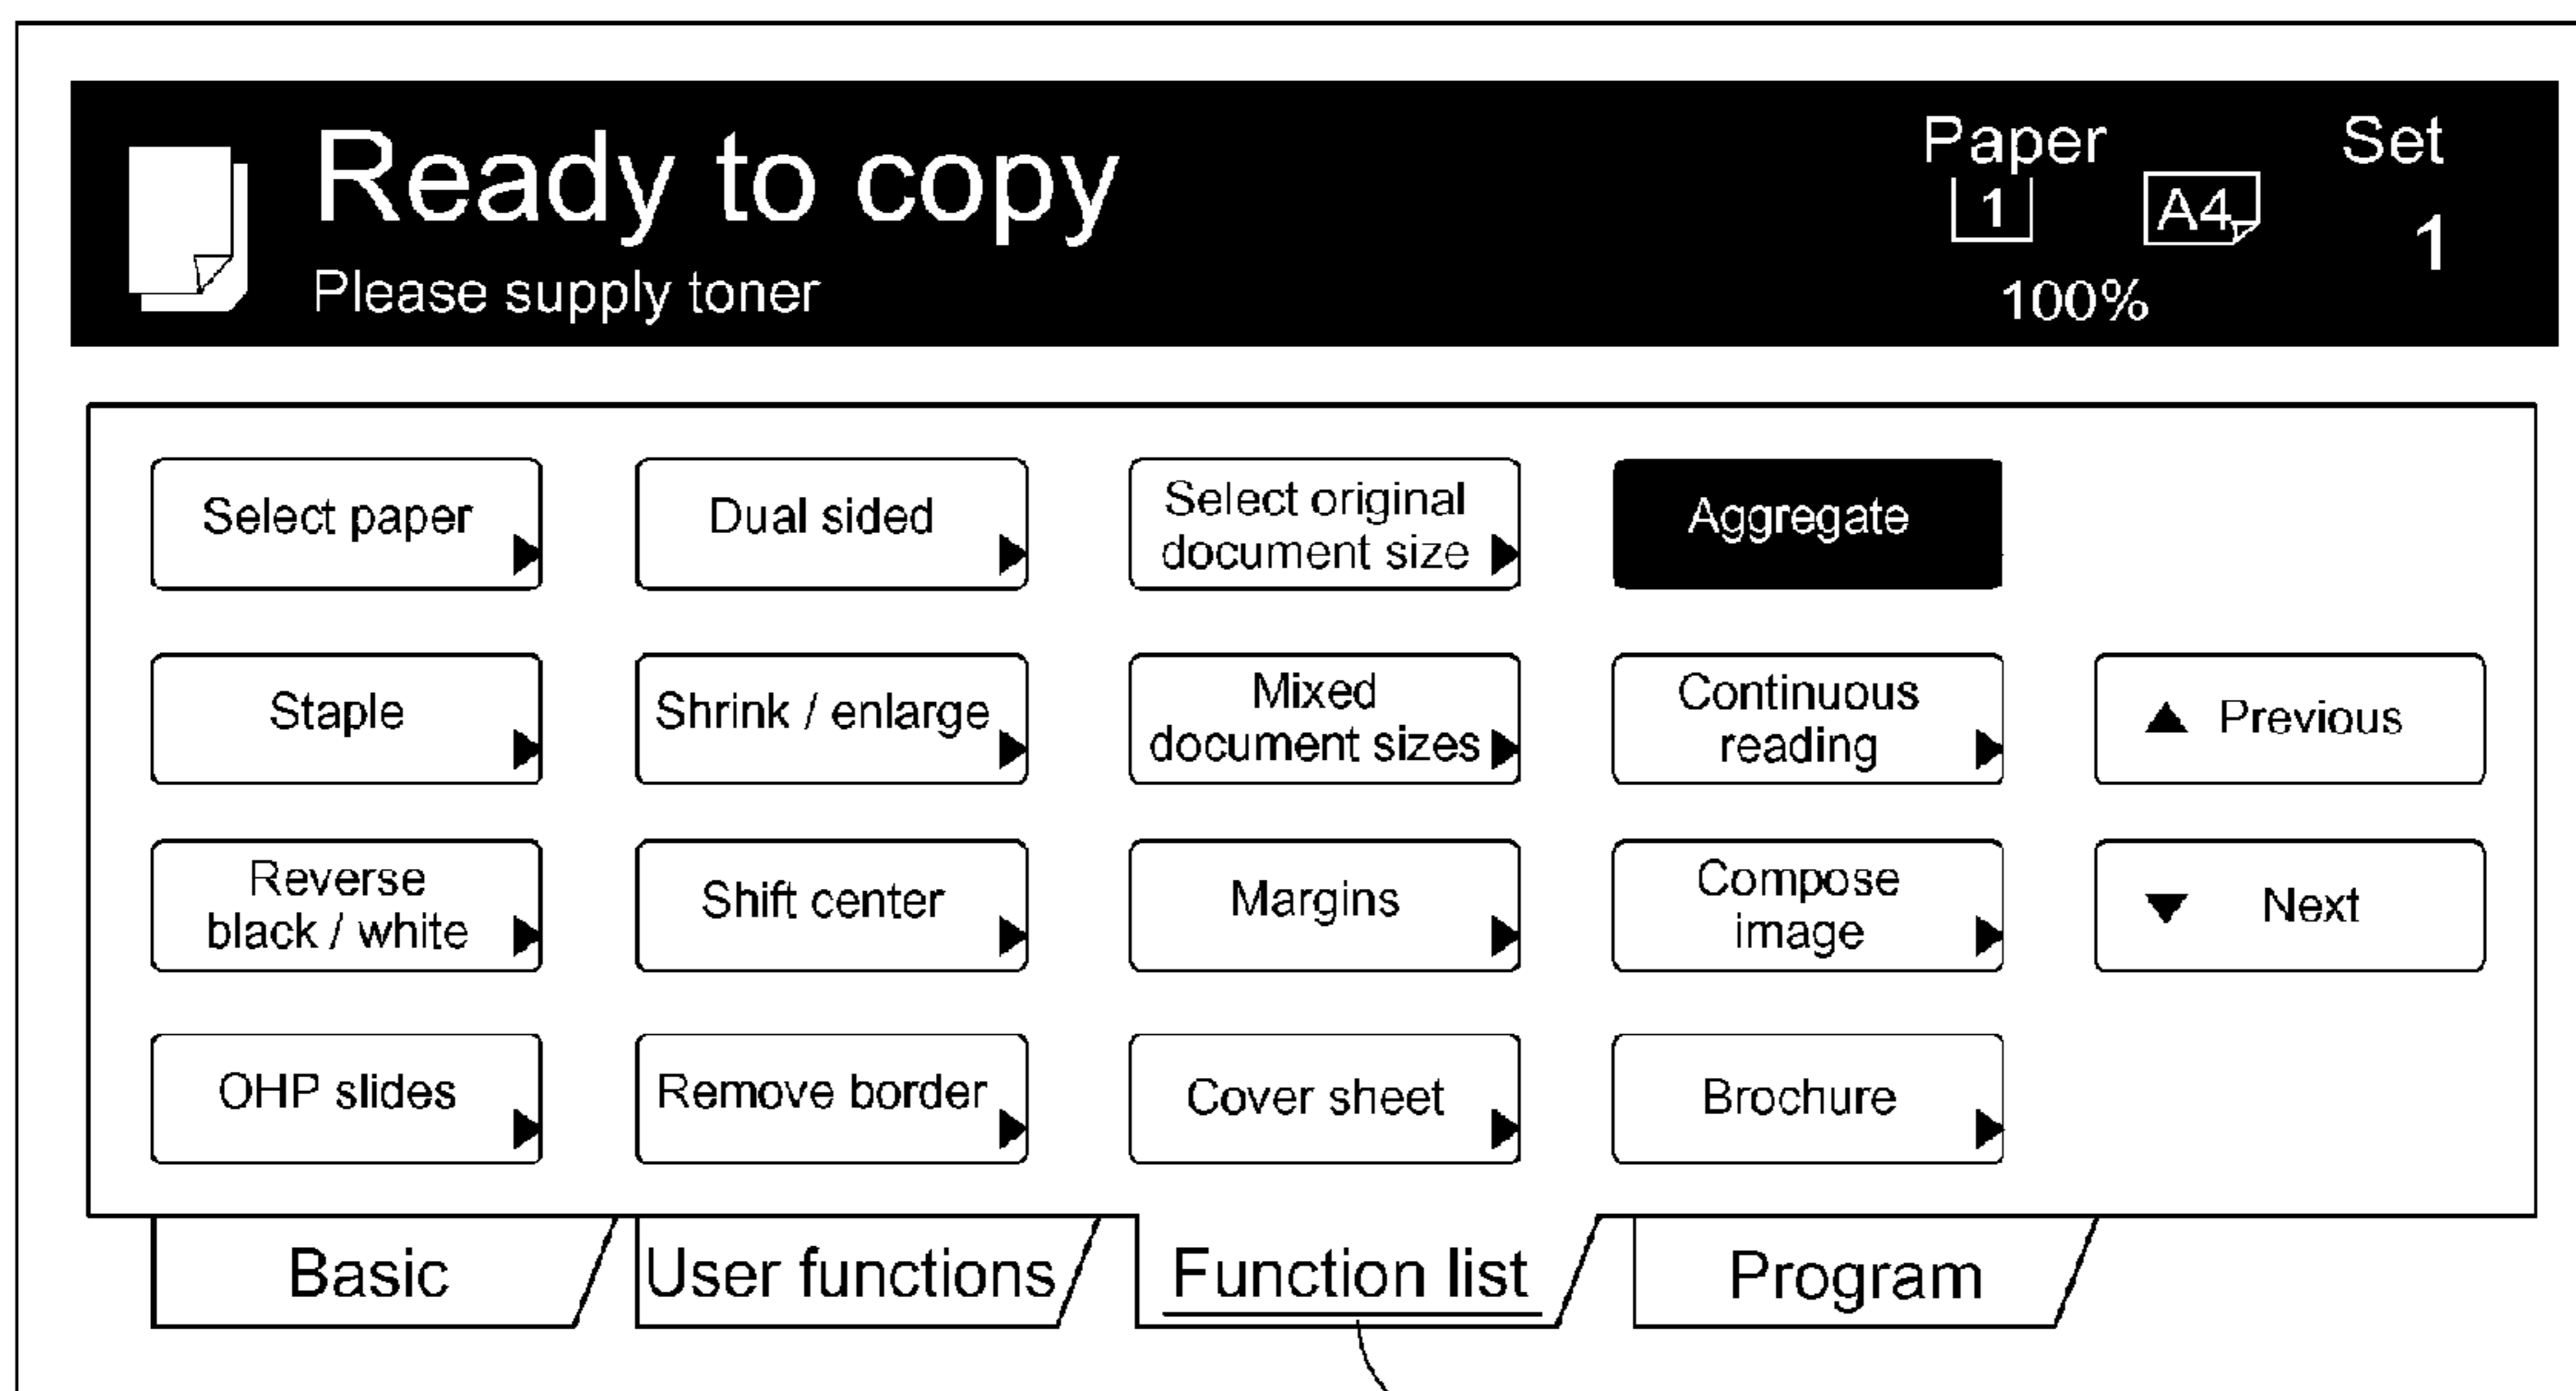 Ready to copy
Please supply toner
Paper
Set
1
A4
1
100%
Select paper
Dual sided
Select original
document size
Aggregate
Staple
Shrink / enlarge
Mixed
document sizes
Continuous
reading
▲ Previous
Reverse
black / white
Shift center
Margins
Compose
image
▼ Next
OHP slides
Remove border
Cover sheet
Brochure
Basic
User functions
Function list
Program